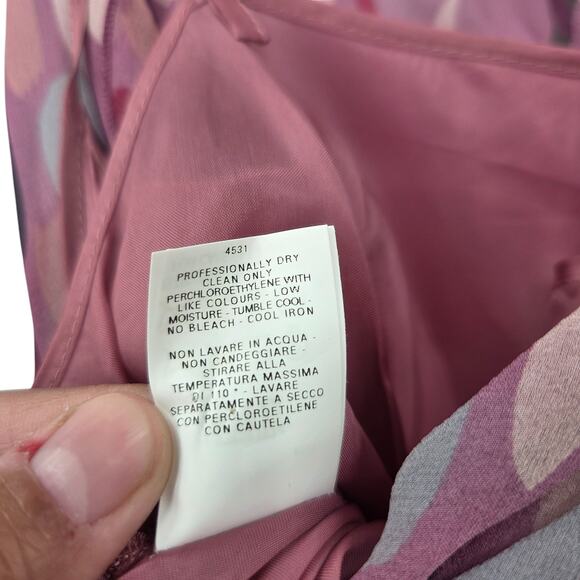 4531
PROFESSIONALLY DRY
CLEAN ONLY
PERCHLOROETHYLENE WITH
LIKE COLOURS - LOW
MOISTURE - TUMBLE COOL -
NO BLEACH - COOL IRON
NON LAVARE IN ACQUA -
NON CANDEGGIARE -
STIRARE ALLA
TEMPERATURA MASSIMA
DI 110 ° - LAVARE
SEPARATAMENTE A SECCO
CON PERCLOROETILENE
CON CAUTELA